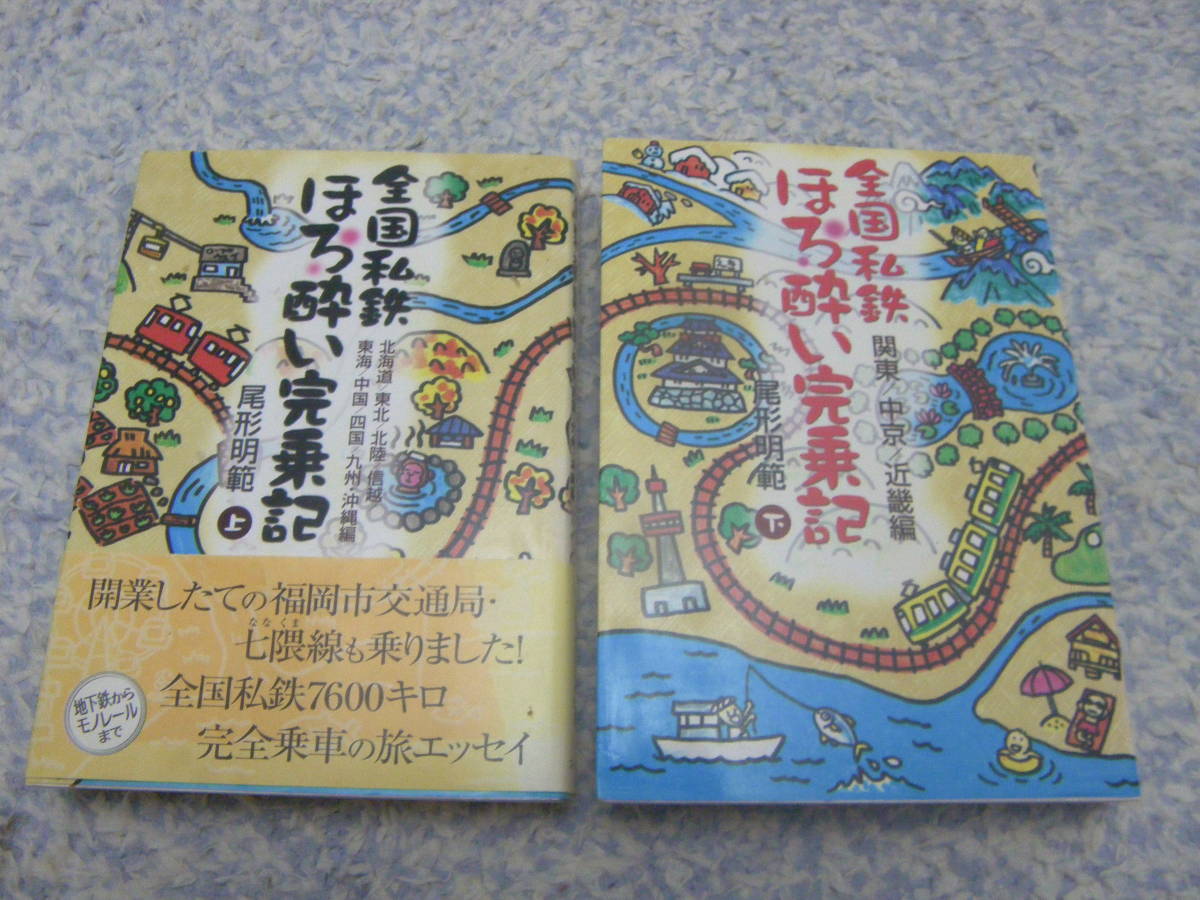 全国私鉄
ほろ酔い完乗記
北海道/東北/北陸・信越
東海/中国/四国/九州・沖縄編
尾形明範
上
開業したての福岡市交通局・
ななくま
七隈線も乗りました!
全国私鉄7600キロ
完全乗車の旅エッセイ
地下鉄から
モノレール
まで
全国私鉄
ほろ酔い完乗記
関東/中京/近畿編
尾形明範
下